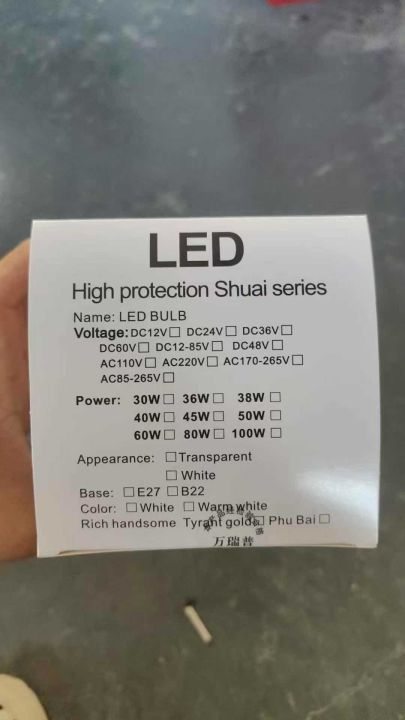 LED
High protection Shuai series
Name: LED BULB
Voltage: DC12V☐ DC24V☐ DC36V☐
DC60V☐ DC12-85V☐ DC48V☐
AC110V☐ AC220V☐ AC170-265V☐
AC85-265V☐
Power: 30W☐ 36W☐ 38W☐
40W☐ 45W☐ 50W☐
60W☐ 80W☐ 100W☐
Appearance: ☐Transparent
☐ White
Base: ☐E27 ☐B22
Color: ☐White ☐Warm white
Rich handsome Tyrant gold☐ Phu Bai☐
万瑞普